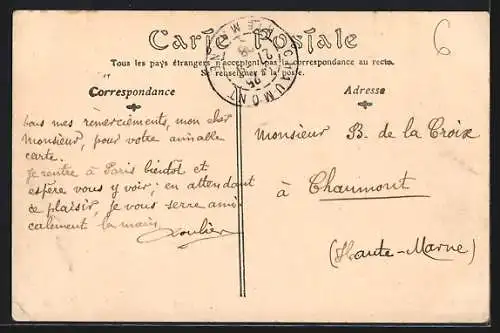 Carte Postale
Tous les pays étrangers n'acceptent pas la correspondance au recto.
Se renseigner à la poste.
Correspondance
Adresse
6
CHAUMONT
Tous mes remerciements, mon cher
Monsieur, pour votre aimable
carte.
Je rentre à Paris bientôt et
espère vous y voir; en attendant
ce plaisir, je vous serre ami-
calement la main.
Monsieur B. de la Croix
à Chaumont
(Haute-Marne)